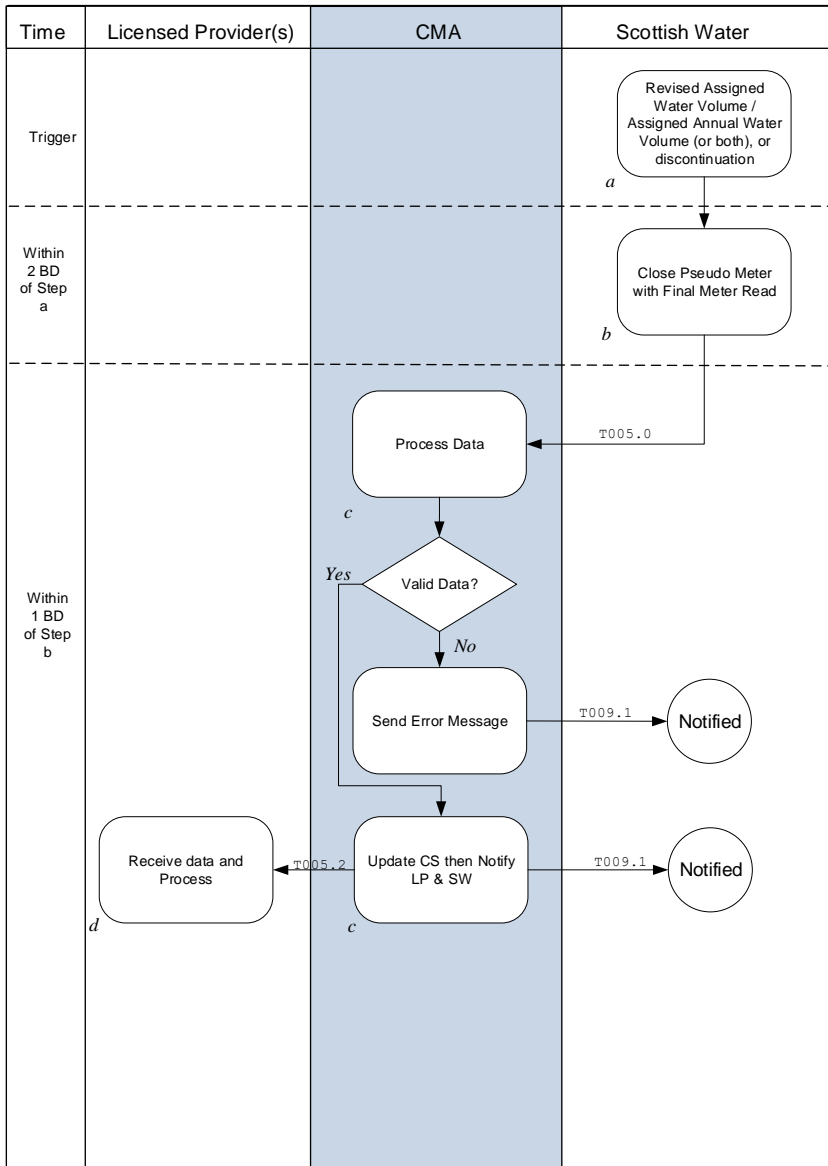 Time
Licensed Provider(s)
CMA
Scottish Water
Trigger
Revised Assigned
Water Volume /
Assigned Annual Water
Volume (or both), or
discontinuation
a
Within
2 BD
of Step
a
Close Pseudo Meter
with Final Meter Read
b
Within
1 BD
of Step
b
T005.0
Process Data
c
Valid Data?
Yes
No
Send Error Message
T009.1
Notified
Receive data and
Process
d
T005.2
Update CS then Notify
LP & SW
c
T009.1
Notified